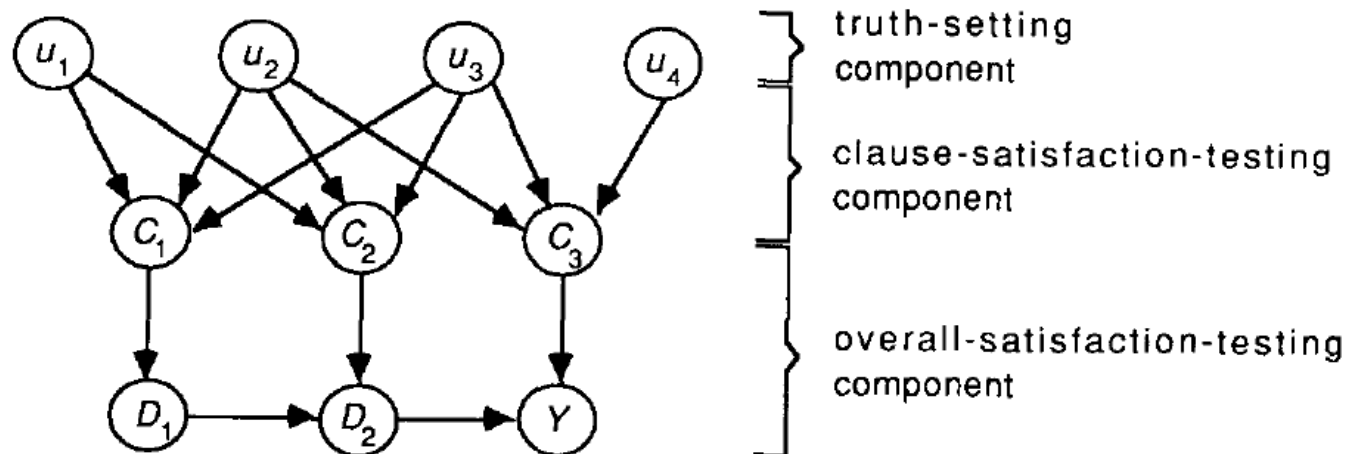 u1 u2 u3 u4
truth-setting
component
clause-satisfaction-testing
component
C1 C2 C3
overall-satisfaction-testing
component
D1 D2 Y